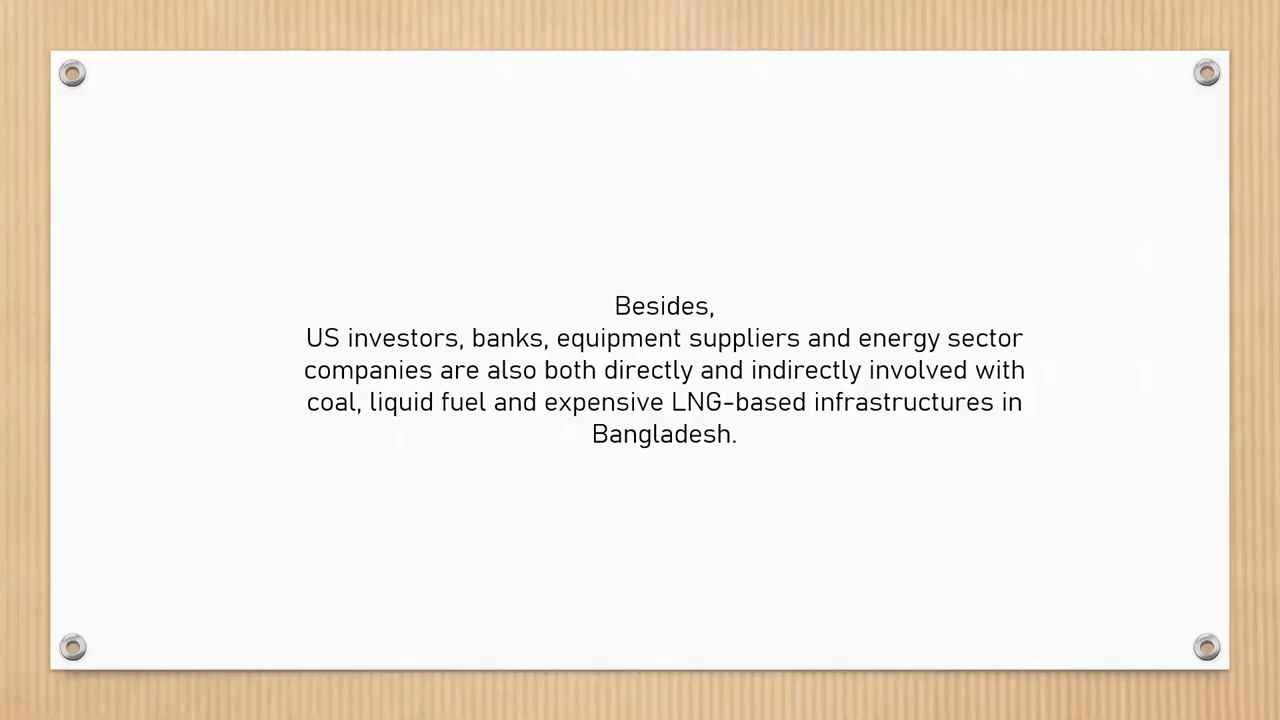 Besides,
US investors, banks, equipment suppliers and energy sector
companies are also both directly and indirectly involved with
coal, liquid fuel and expensive LNG-based infrastructures in
Bangladesh.